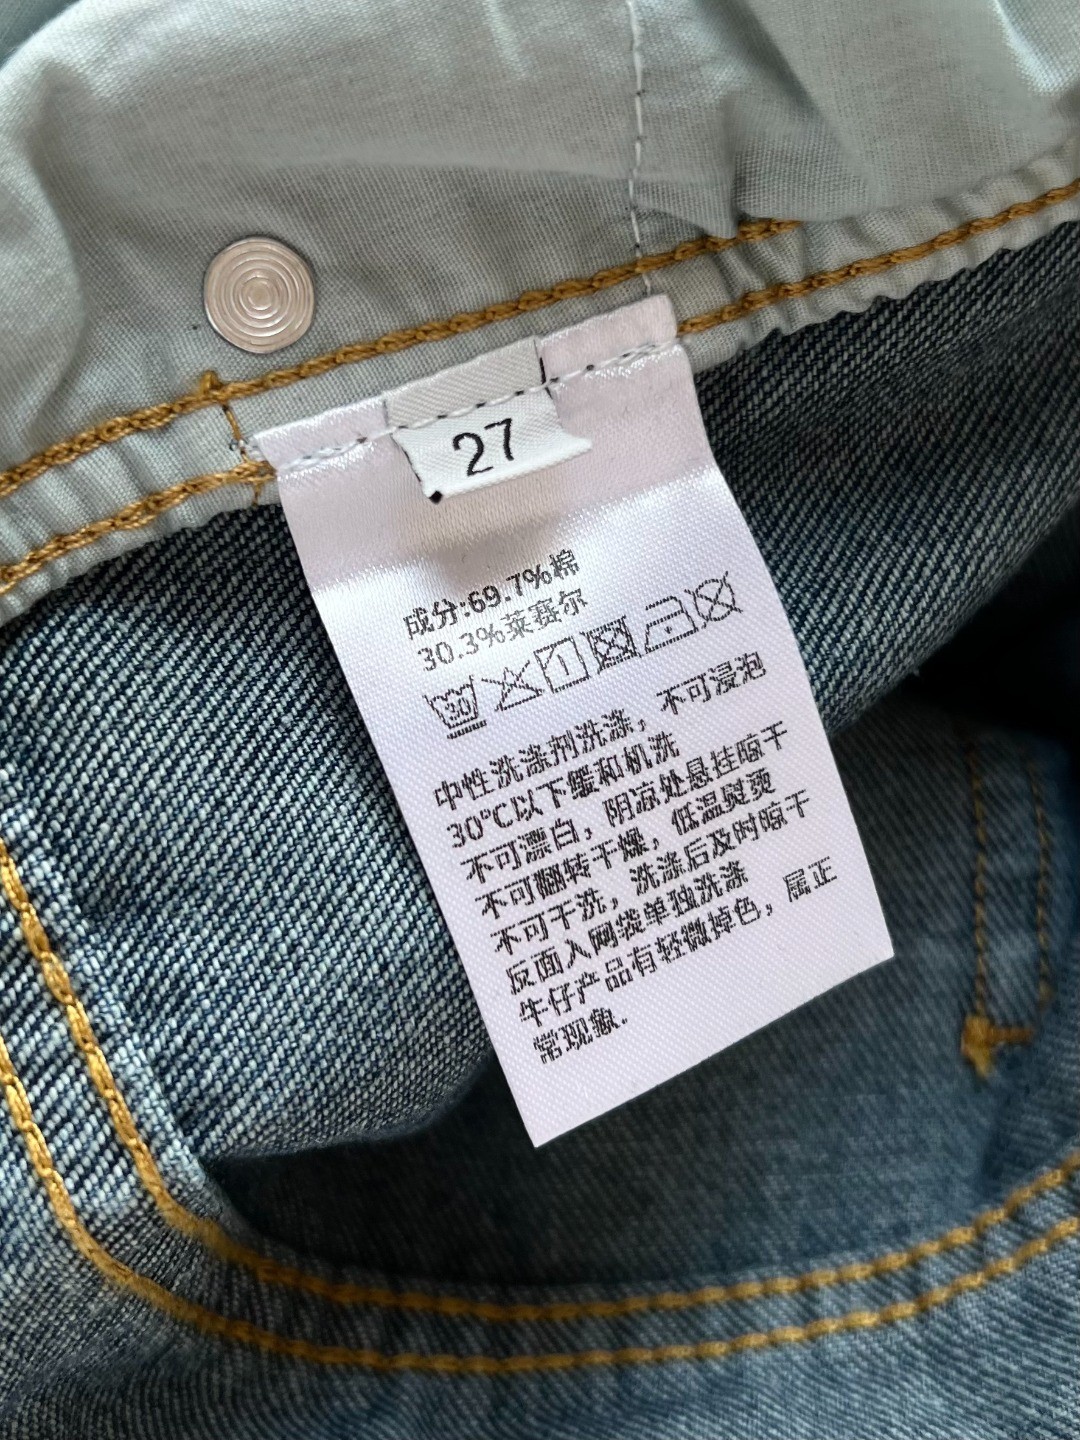 27
成分:69.7%棉
30.3%莱赛尔
30
中性洗涤剂洗涤，不可浸泡
30℃以下缓和机洗
不可漂白，阴凉处悬挂晾干
不可翻转干燥，低温熨烫
不可干洗，洗涤后及时晾干
反面入网袋单独洗涤
牛仔产品有轻微掉色，属正
常现象.